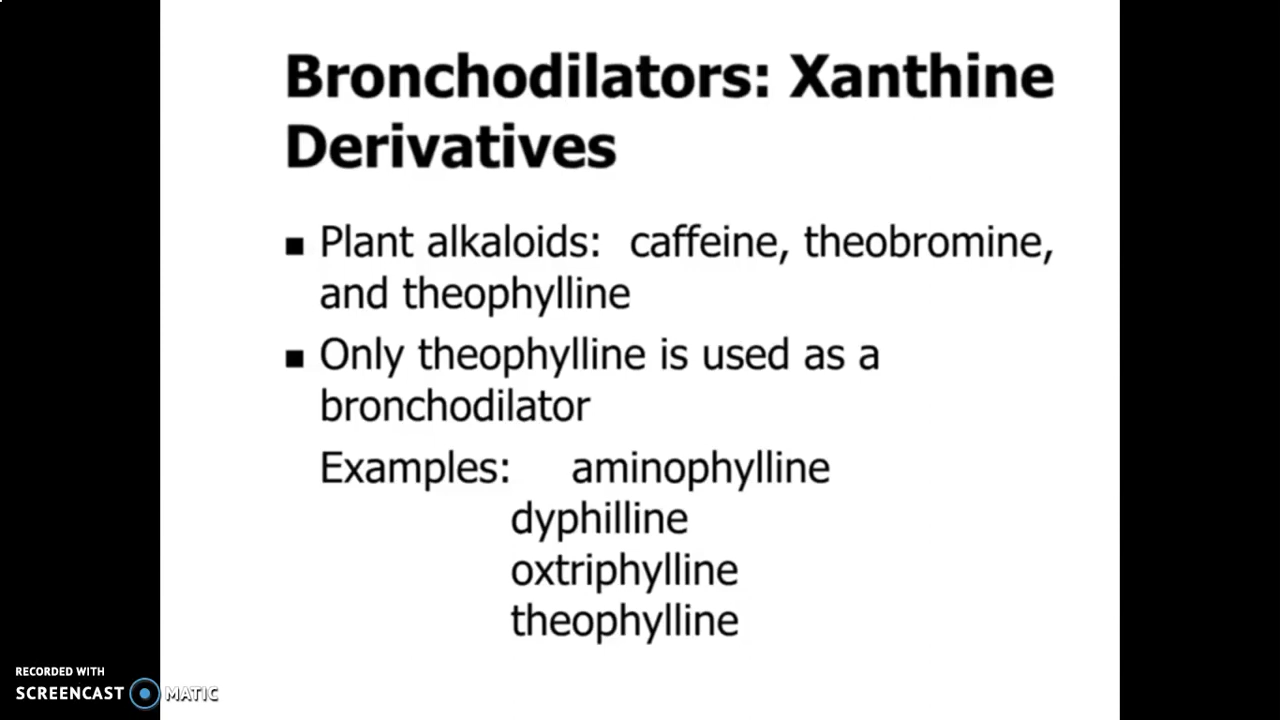 Bronchodilators: Xanthine
Derivatives
■ Plant alkaloids: caffeine, theobromine,
and theophylline
■ Only theophylline is used as a
bronchodilator
Examples: aminophylline
dyphilline
oxtriphylline
theophylline
RECORDED WITH
SCREENCAST MATIC